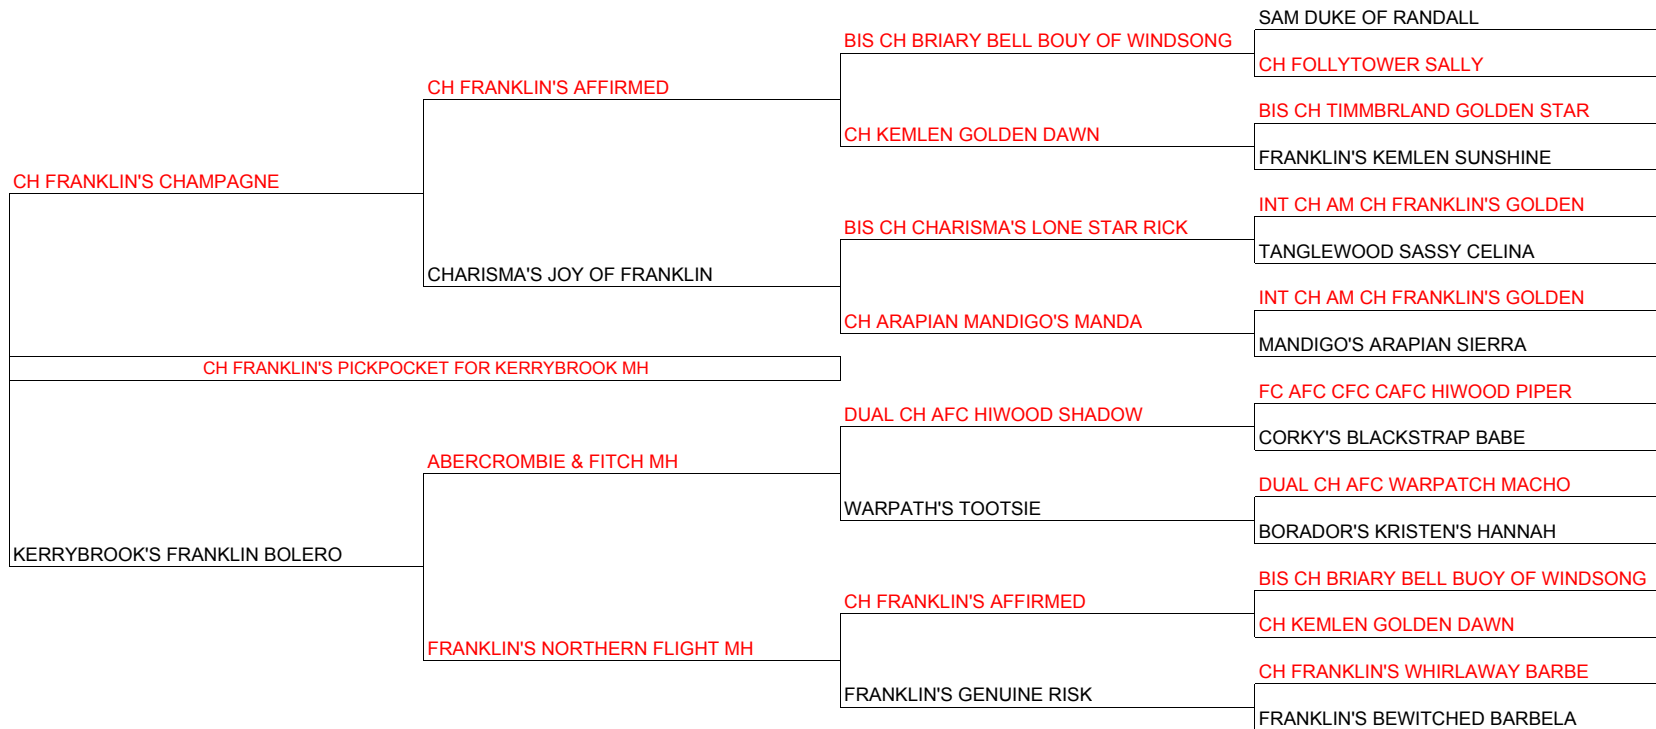 SAM DUKE OF RANDALL
BIS CH BRIARY BELL BOUY OF WINDSONG
CH FOLLYTOWER SALLY
CH FRANKLIN'S AFFIRMED
BIS CH TIMMBRLAND GOLDEN STAR
CH KEMLEN GOLDEN DAWN
FRANKLIN'S KEMLEN SUNSHINE
CH FRANKLIN'S CHAMPAGNE
INT CH AM CH FRANKLIN'S GOLDEN
BIS CH CHARISMA'S LONE STAR RICK
TANGLEWOOD SASSY CELINA
CHARISMA'S JOY OF FRANKLIN
INT CH AM CH FRANKLIN'S GOLDEN
CH ARAPIAN MANDIGO'S MANDA
MANDIGO'S ARAPIAN SIERRA
CH FRANKLIN'S PICKPOCKET FOR KERRYBROOK MH
FC AFC CFC CAFC HIWOOD PIPER
DUAL CH AFC HIWOOD SHADOW
CORKY'S BLACKSTRAP BABE
ABERCROMBIE & FITCH MH
DUAL CH AFC WARPATCH MACHO
WARPATH'S TOOTSIE
BORADOR'S KRISTEN'S HANNAH
KERRYBROOK'S FRANKLIN BOLERO
BIS CH BRIARY BELL BUOY OF WINDSONG
CH FRANKLIN'S AFFIRMED
CH KEMLEN GOLDEN DAWN
FRANKLIN'S NORTHERN FLIGHT MH
CH FRANKLIN'S WHIRLAWAY BARBE
FRANKLIN'S GENUINE RISK
FRANKLIN'S BEWITCHED BARBELA